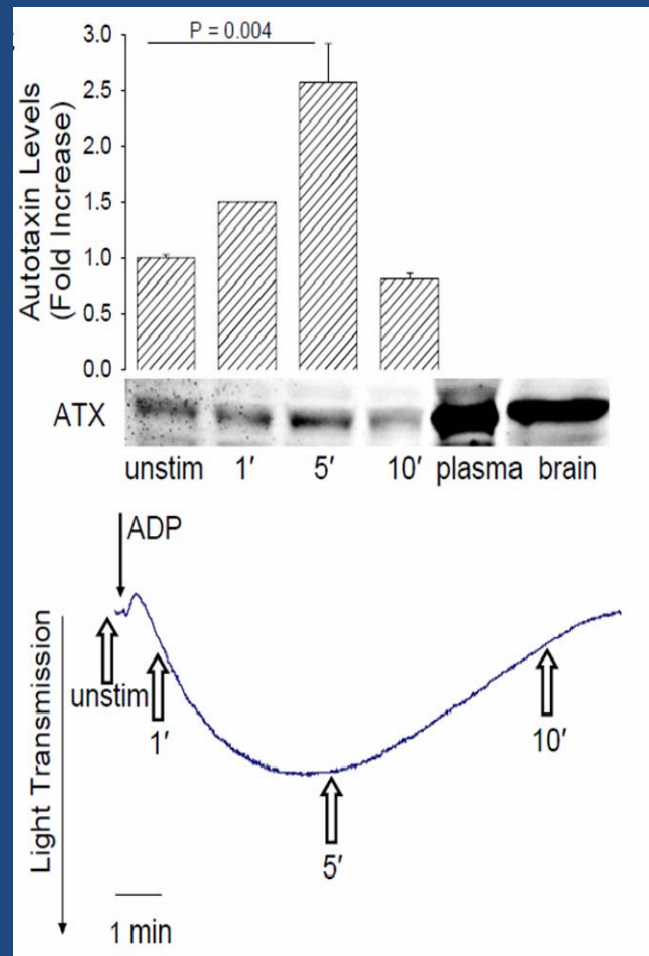 P = 0.004
Autotaxin Levels
(Fold Increase)
3.0
2.5
2.0
1.5
1.0
0.5
0.0
ATX
unstim 1′ 5′ 10′ plasma brain
ADP
unstim
1′
5′
10′
Light Transmission
1 min